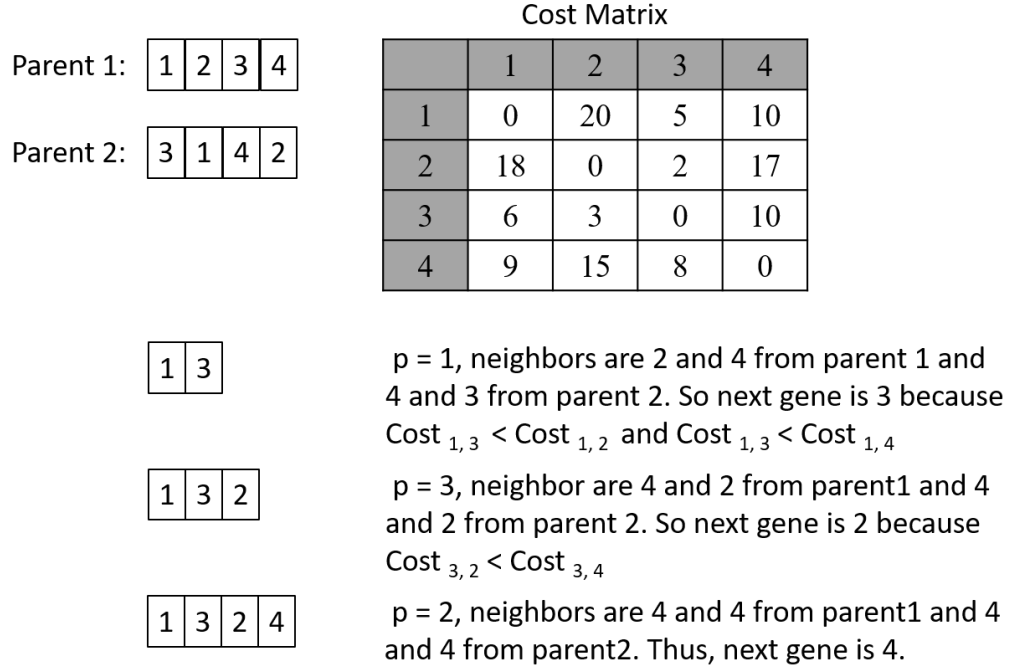 Cost Matrix
Parent 1: 1 2 3 4
Parent 2: 3 1 4 2
1 2 3 4
1 0 20 5 10
2 18 0 2 17
3 6 3 0 10
4 9 15 8 0
1 3
p = 1, neighbors are 2 and 4 from parent 1 and
4 and 3 from parent 2. So next gene is 3 because
Cost 1, 3 < Cost 1, 2 and Cost 1, 3 < Cost 1, 4
1 3 2
p = 3, neighbor are 4 and 2 from parent1 and 4
and 2 from parent 2. So next gene is 2 because
Cost 3, 2 < Cost 3, 4
1 3 2 4
p = 2, neighbors are 4 and 4 from parent1 and 4
and 4 from parent2. Thus, next gene is 4.